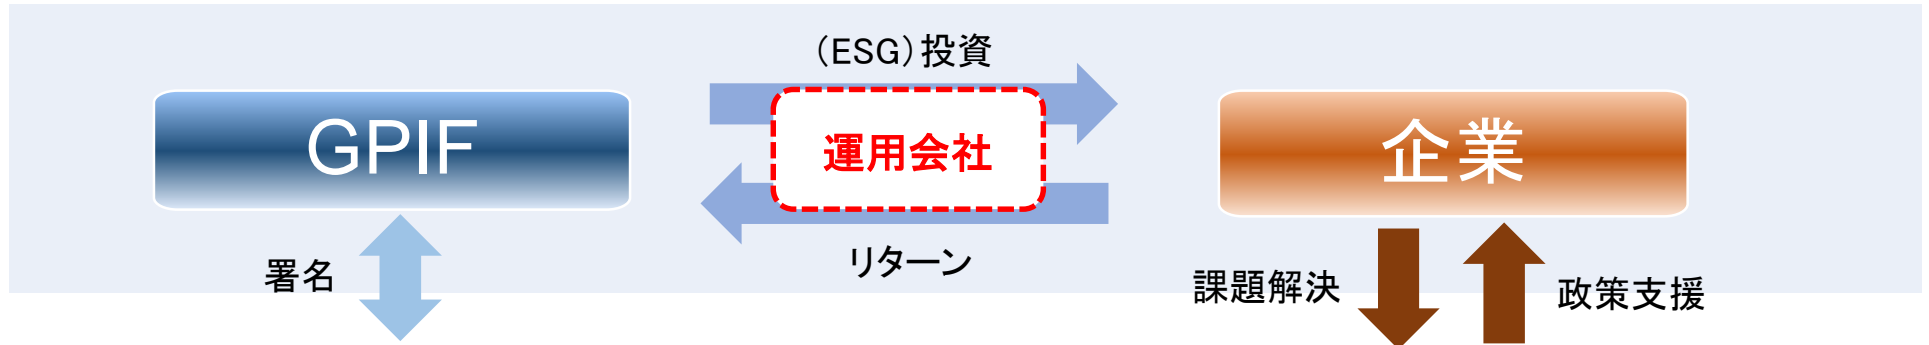 （ESG）投資
GPIF
運用会社
企業
リターン
署名
課題解決
政策支援